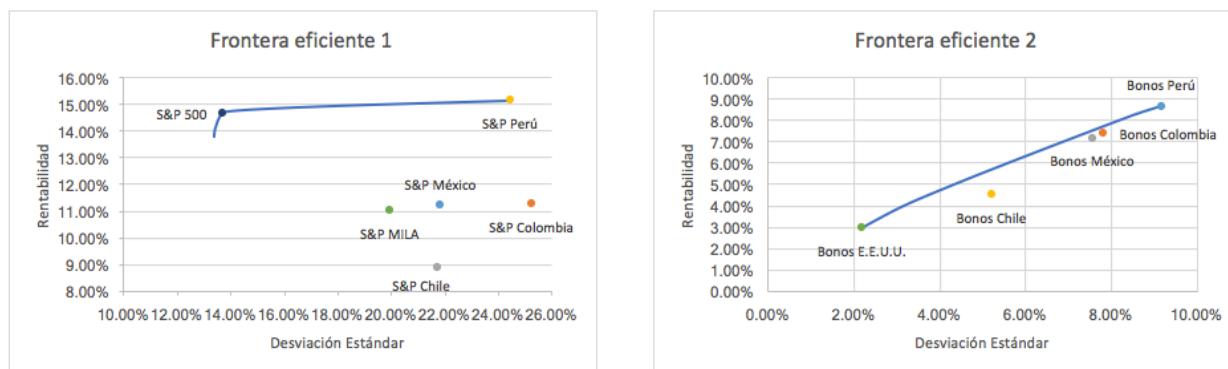 Frontera eficiente 1
16.00%
15.00%
14.00%
13.00%
12.00%
11.00%
10.00%
9.00%
8.00%
Rentabilidad
S&P 500
S&P Perú
S&P México
S&P MILA
S&P Colombia
S&P Chile
10.00% 12.00% 14.00% 16.00% 18.00% 20.00% 22.00% 24.00% 26.00%
Desviación Estándar
Frontera eficiente 2
10.00%
9.00%
8.00%
7.00%
6.00%
5.00%
4.00%
3.00%
2.00%
1.00%
0.00%
Rentabilidad
Bonos Perú
Bonos Colombia
Bonos México
Bonos Chile
Bonos E.E.U.U.
0.00% 2.00% 4.00% 6.00% 8.00% 10.00%
Desviación Estándar